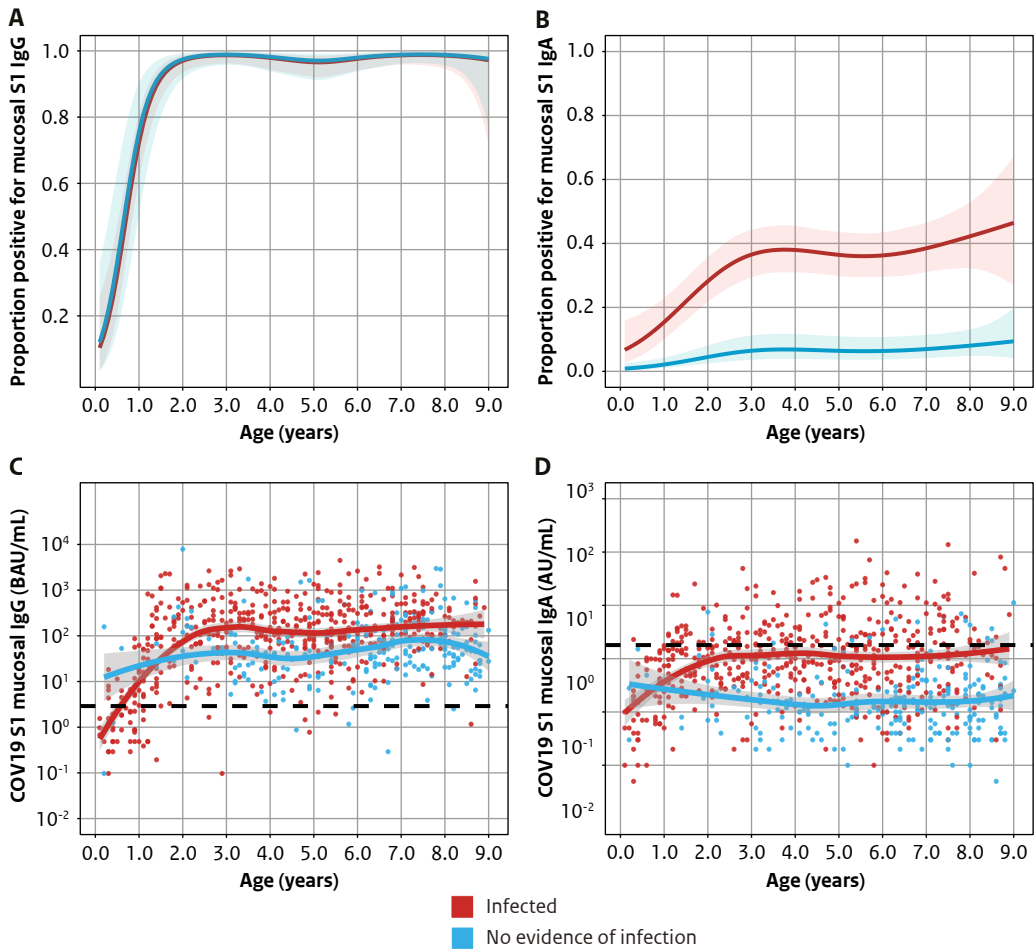 A
Proportion positive for mucosal S1 IgG
1.0
0.8
0.6
0.4
0.2
0.0 1.0 2.0 3.0 4.0 5.0 6.0 7.0 8.0 9.0
Age (years)
B
Proportion positive for mucosal S1 IgA
1.0
0.8
0.6
0.4
0.2
0.0
0.0 1.0 2.0 3.0 4.0 5.0 6.0 7.0 8.0 9.0
Age (years)
C
COV19 S1 mucosal IgG (BAU/mL)
10⁴
10³
10²
10¹
10⁰
10⁻¹
10⁻²
0.0 1.0 2.0 3.0 4.0 5.0 6.0 7.0 8.0 9.0
Age (years)
D
COV19 S1 mucosal IgA (AU/mL)
10³
10²
10¹
10⁰
10⁻¹
10⁻²
0.0 1.0 2.0 3.0 4.0 5.0 6.0 7.0 8.0 9.0
Age (years)
Infected
No evidence of infection